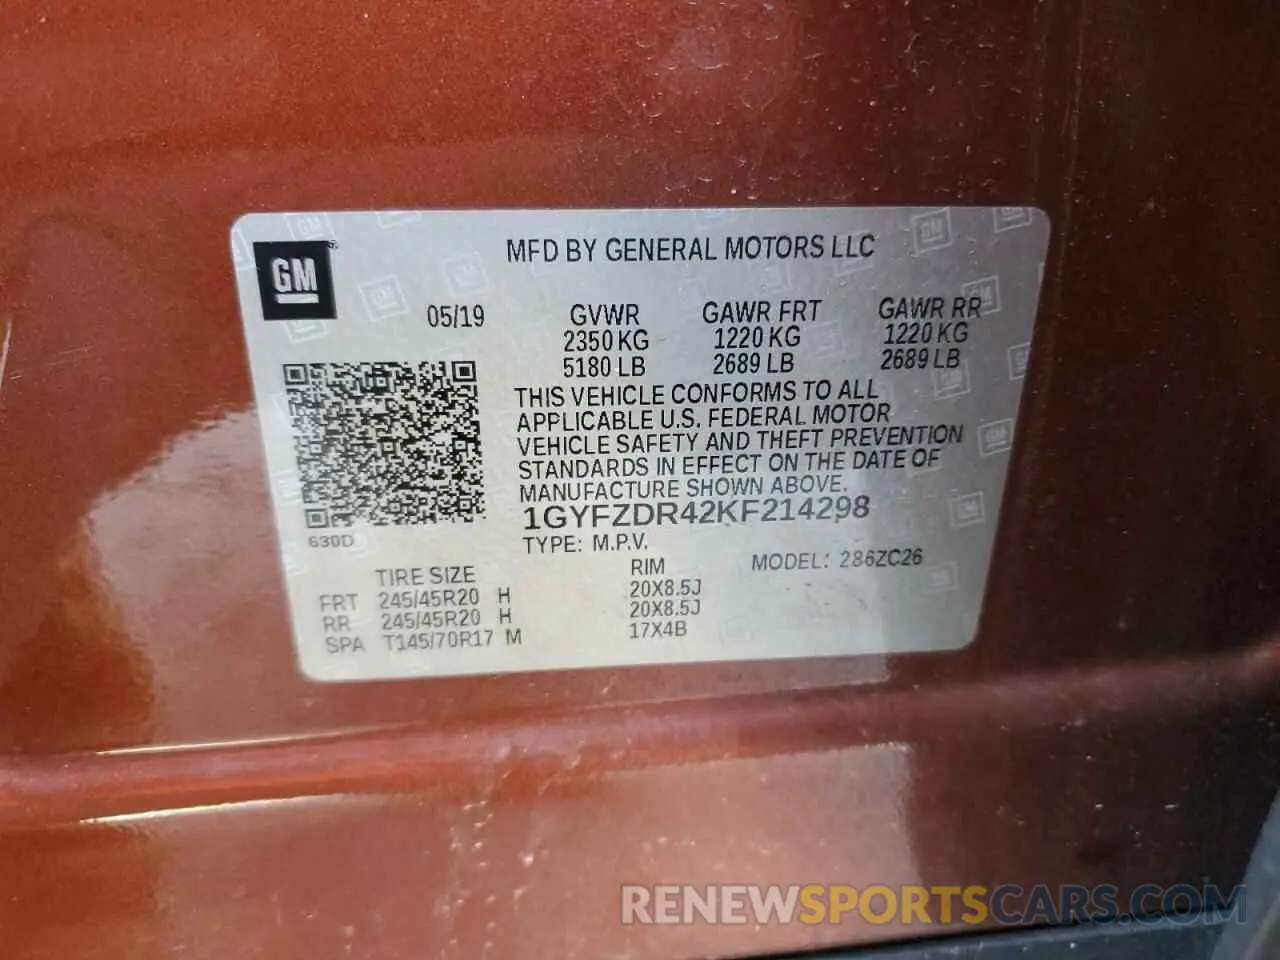 GM
MFD BY GENERAL MOTORS LLC
05/19 GVWR GAWR FRT GAWR RR
2350 KG 1220 KG 1220 KG
5180 LB 2689 LB 2689 LB
THIS VEHICLE CONFORMS TO ALL
APPLICABLE U.S. FEDERAL MOTOR
VEHICLE SAFETY AND THEFT PREVENTION
STANDARDS IN EFFECT ON THE DATE OF
MANUFACTURE SHOWN ABOVE.
1GYFZDR42KF214298
630D
TYPE: M.P.V. MODEL: 286ZC26
TIRE SIZE RIM
FRT 245/45R20 H 20X8.5J
RR 245/45R20 H 20X8.5J
SPA T145/70R17 M 17X4B
RENEWSPORTSCARS.COM